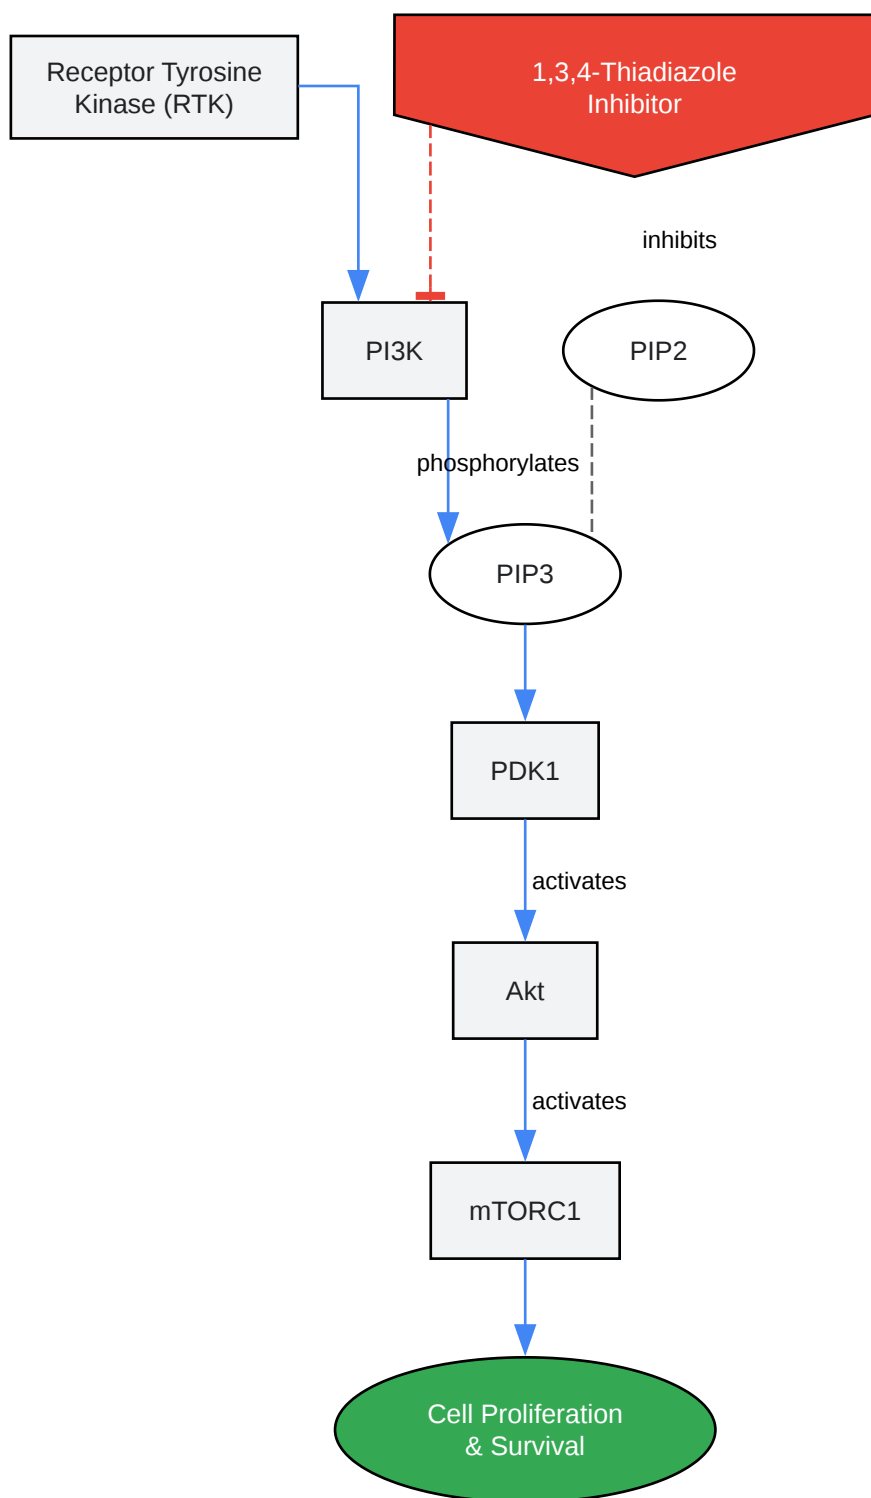 Receptor Tyrosine
Kinase (RTK)
1,3,4-Thiadiazole
Inhibitor
inhibits
PI3K
PIP2
phosphorylates
PIP3
PDK1
activates
Akt
activates
mTORC1
Cell Proliferation
& Survival